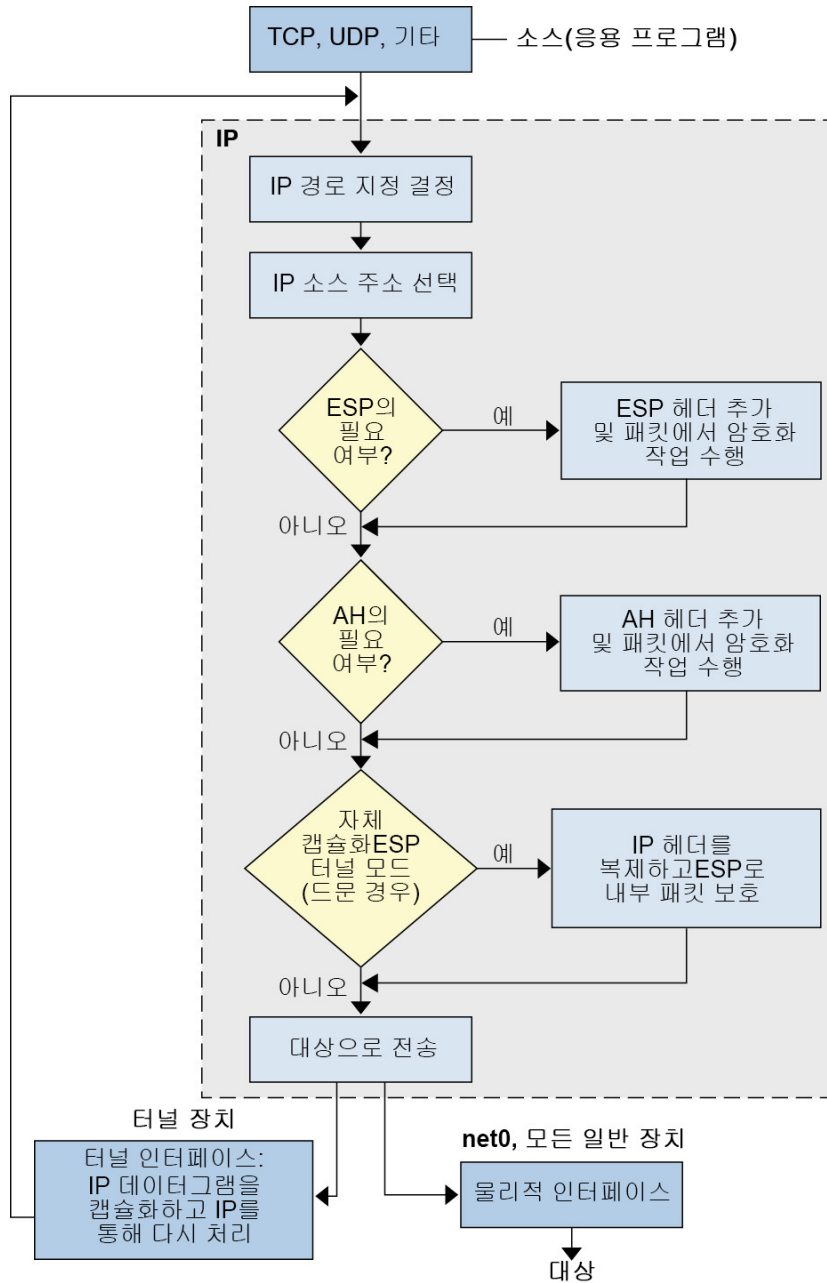 TCP, UDP, 기타
소스(응용 프로그램)
IP
IP 경로 지정 결정
IP 소스 주소 선택
ESP의
필요
여부?
예
ESP 헤더 추가
및 패킷에서 암호화
작업 수행
아니오
AH의
필요
여부?
예
AH 헤더 추가
및 패킷에서 암호화
작업 수행
아니오
자체
캡슐화ESP
터널 모드
(드문 경우)
예
IP 헤더를
복제하고ESP로
내부 패킷 보호
아니오
대상으로 전송
터널 장치
터널 인터페이스:
IP 데이터그램을
캡슐화하고 IP를
통해 다시 처리
net0, 모든 일반 장치
물리적 인터페이스
대상